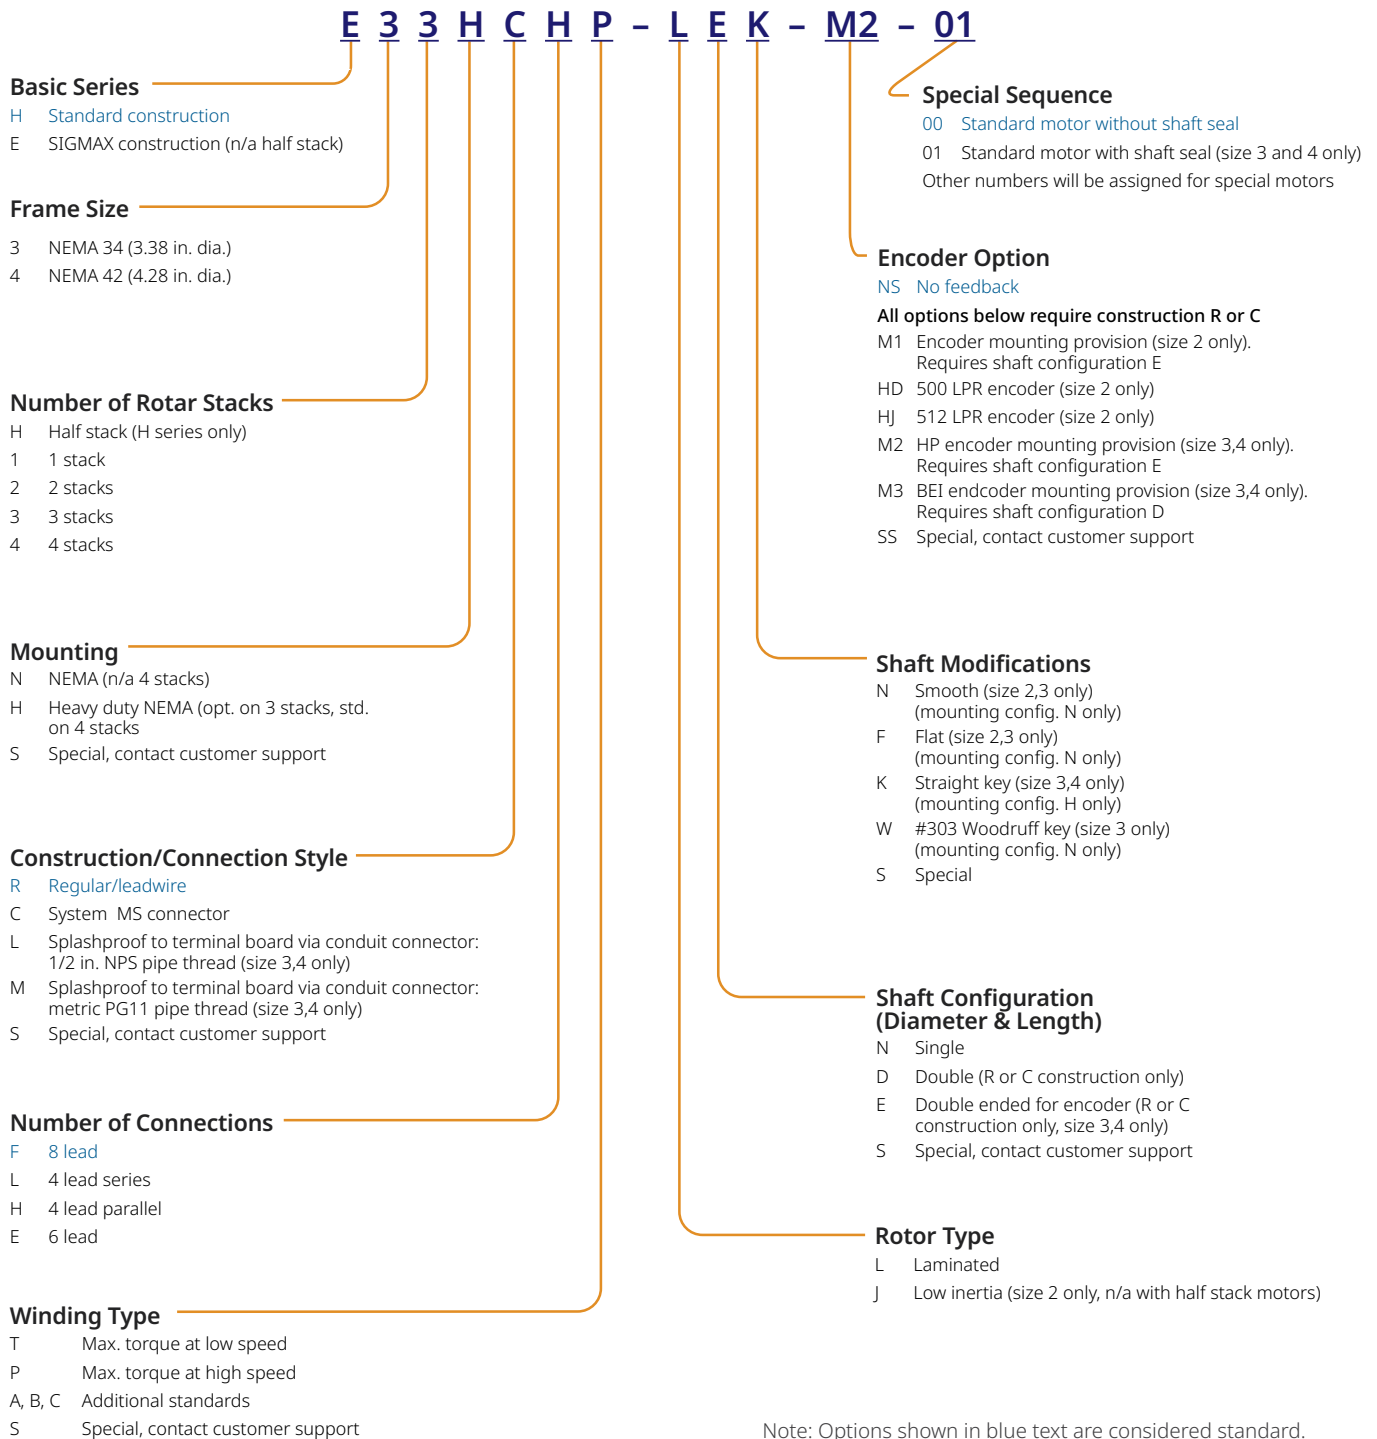 E 3 3 H C H P – L E K – M2 – 01
Basic Series
H Standard construction
E SIGMAX construction (n/a half stack)
Frame Size
3 NEMA 34 (3.38 in. dia.)
4 NEMA 42 (4.28 in. dia.)
Number of Rotar Stacks
H Half stack (H series only)
1 1 stack
2 2 stacks
3 3 stacks
4 4 stacks
Mounting
N NEMA (n/a 4 stacks)
H Heavy duty NEMA (opt. on 3 stacks, std.
on 4 stacks
S Special, contact customer support
Construction/Connection Style
R Regular/leadwire
C System MS connector
L Splashproof to terminal board via conduit connector:
1/2 in. NPS pipe thread (size 3,4 only)
M Splashproof to terminal board via conduit connector:
metric PG11 pipe thread (size 3,4 only)
S Special, contact customer support
Number of Connections
F 8 lead
L 4 lead series
H 4 lead parallel
E 6 lead
Winding Type
T Max. torque at low speed
P Max. torque at high speed
A, B, C Additional standards
S Special, contact customer support
Special Sequence
00 Standard motor without shaft seal
01 Standard motor with shaft seal (size 3 and 4 only)
Other numbers will be assigned for special motors
Encoder Option
NS No feedback
All options below require construction R or C
M1 Encoder mounting provision (size 2 only).
Requires shaft configuration E
HD 500 LPR encoder (size 2 only)
HJ 512 LPR encoder (size 2 only)
M2 HP encoder mounting provision (size 3,4 only).
Requires shaft configuration E
M3 BEI endcoder mounting provision (size 3,4 only).
Requires shaft configuration D
SS Special, contact customer support
Shaft Modifications
N Smooth (size 2,3 only)
(mounting config. N only)
F Flat (size 2,3 only)
(mounting config. N only)
K Straight key (size 3,4 only)
(mounting config. H only)
W #303 Woodruff key (size 3 only)
(mounting config. N only)
S Special
Shaft Configuration
(Diameter & Length)
N Single
D Double (R or C construction only)
E Double ended for encoder (R or C
construction only, size 3,4 only)
S Special, contact customer support
Rotor Type
L Laminated
J Low inertia (size 2 only, n/a with half stack motors)
Note: Options shown in blue text are considered standard.